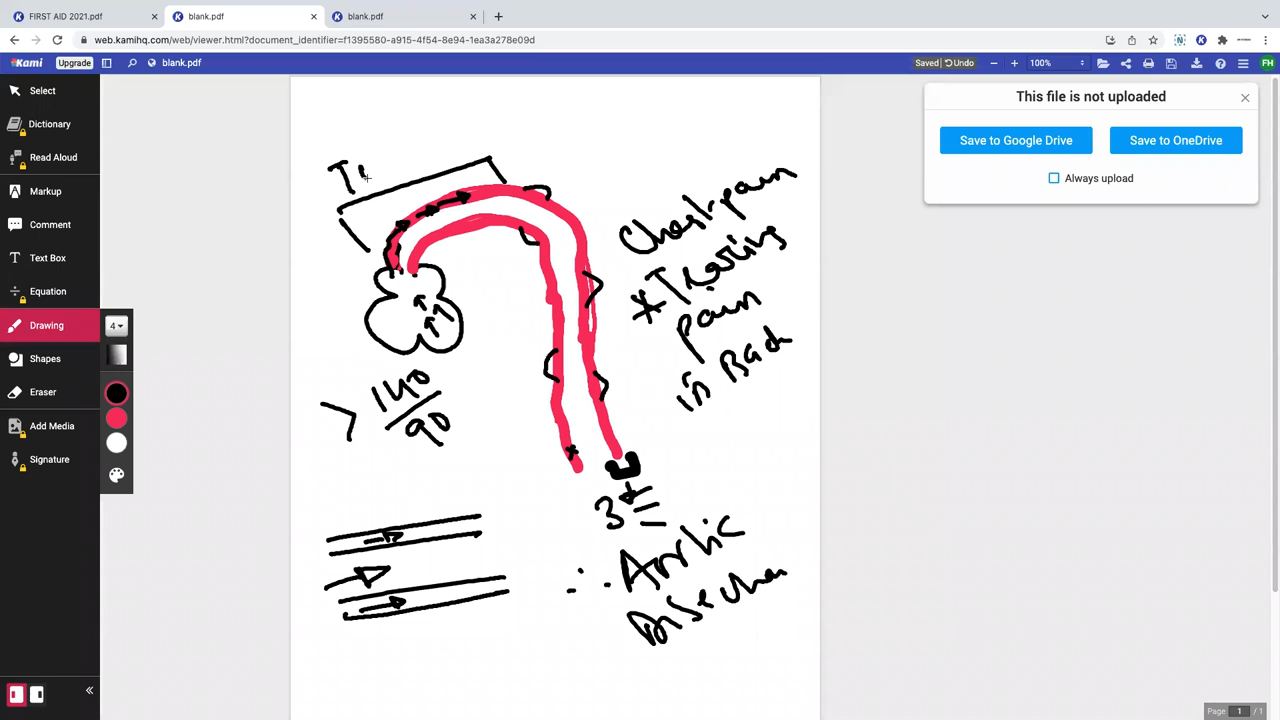 FIRST AID 2021.pdf
blank.pdf
blank.pdf
web.kamihq.com/web/viewer.html?document_identifier=f1395580-a915-4f54-8e94-1ea3a278e09d
Kami
Upgrade
blank.pdf
Saved
Undo
100%
FH
Select
Dictionary
Read Aloud
Markup
Comment
Text Box
Equation
Drawing
4
Shapes
Eraser
Add Media
Signature
This file is not uploaded
Save to Google Drive
Save to OneDrive
Always upload
Chest pain
*Tearing
pain
in Back
> 140
90
3
∴ Aortic
Page: 1 / 1